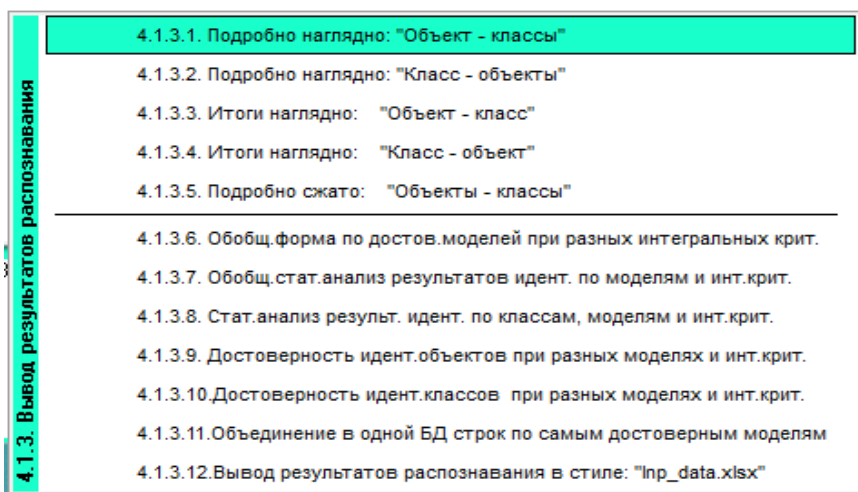 4.1.3. Вывод результатов распознавания
4.1.3.1. Подробно наглядно: "Объект - классы"
4.1.3.2. Подробно наглядно: "Класс - объекты"
4.1.3.3. Итоги наглядно: "Объект - класс"
4.1.3.4. Итоги наглядно: "Класс - объект"
4.1.3.5. Подробно сжато: "Объекты - классы"
4.1.3.6. Обобщ.форма по достов.моделей при разных интегральных крит.
4.1.3.7. Обобщ.стат.анализ результатов идент. по моделям и инт.крит.
4.1.3.8. Стат.анализ результ. идент. по классам, моделям и инт.крит.
4.1.3.9. Достоверность идент.объектов при разных моделях и инт.крит.
4.1.3.10.Достоверность идент.классов при разных моделях и инт.крит.
4.1.3.11.Объединение в одной БД строк по самым достоверным моделям
4.1.3.12.Вывод результатов распознавания в стиле: "Inp_data.xlsx"